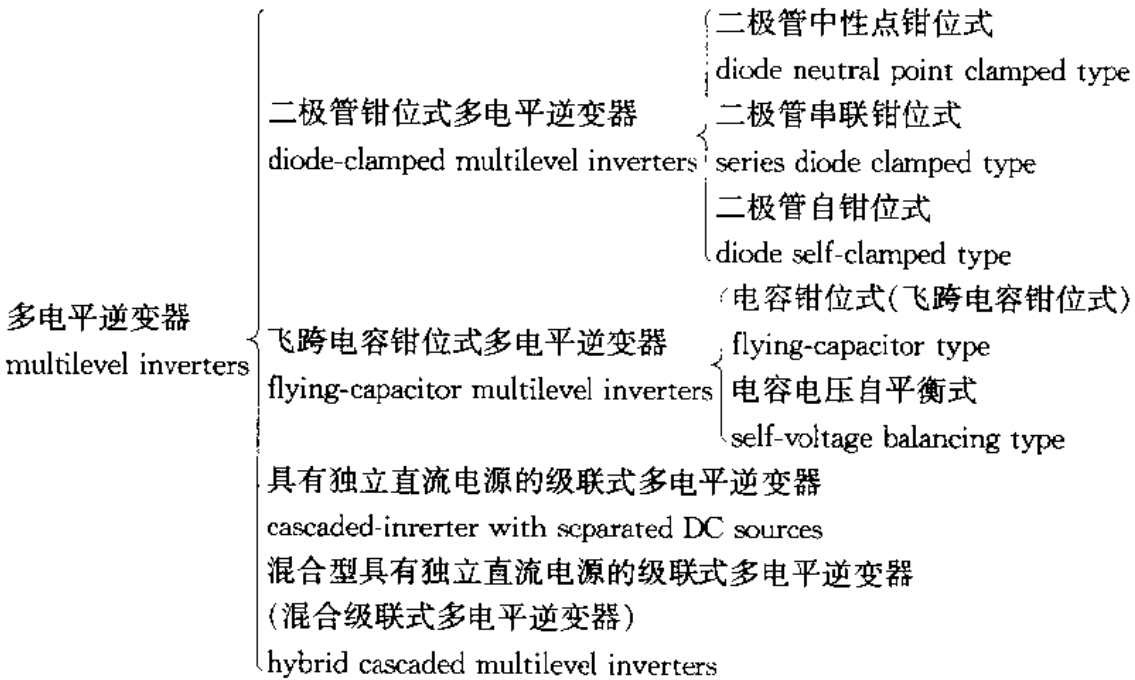 多电平逆变器
multilevel inverters
二极管钳位式多电平逆变器
diode-clamped multilevel inverters
二极管中性点钳位式
diode neutral point clamped type
二极管串联钳位式
series diode clamped type
二极管自钳位式
diode self-clamped type
飞跨电容钳位式多电平逆变器
flying-capacitor multilevel inverters
电容钳位式(飞跨电容钳位式)
flying-capacitor type
电容电压自平衡式
self-voltage balancing type
具有独立直流电源的级联式多电平逆变器
cascaded-inrerter with scparated DC sources
混合型具有独立直流电源的级联式多电平逆变器
(混合级联式多电平逆变器)
hybrid cascaded multilevel inverters